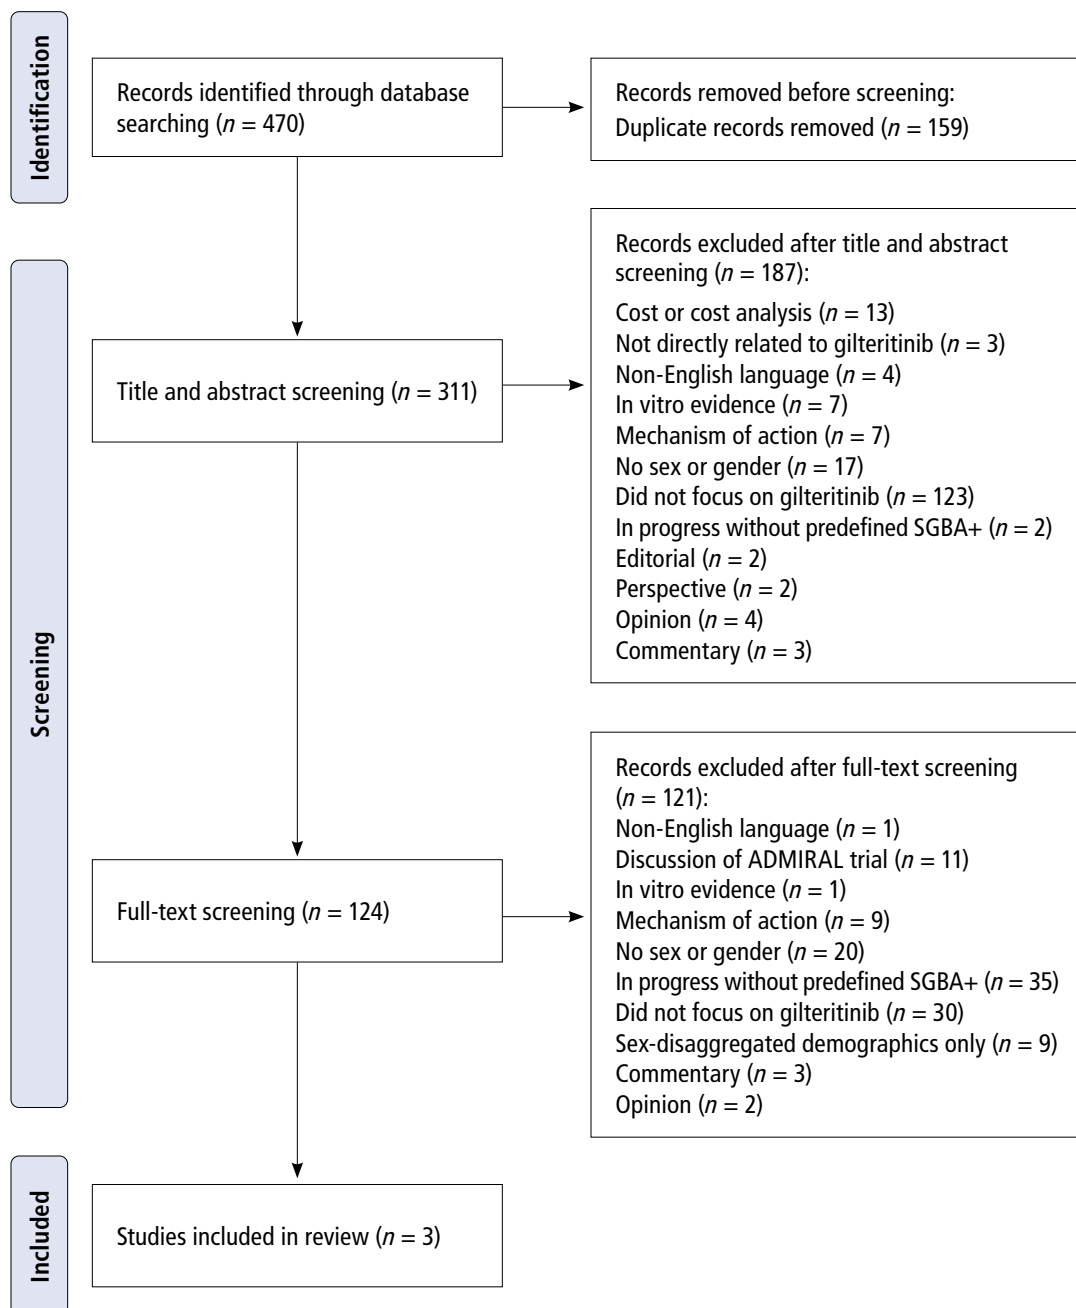 Identification
Records identified through database
searching (n = 470)
Records removed before screening:
Duplicate records removed (n = 159)
Screening
Title and abstract screening (n = 311)
Records excluded after title and abstract
screening (n = 187):
Cost or cost analysis (n = 13)
Not directly related to gilteritinib (n = 3)
Non-English language (n = 4)
In vitro evidence (n = 7)
Mechanism of action (n = 7)
No sex or gender (n = 17)
Did not focus on gilteritinib (n = 123)
In progress without predefined SGBA+ (n = 2)
Editorial (n = 2)
Perspective (n = 2)
Opinion (n = 4)
Commentary (n = 3)
Full-text screening (n = 124)
Records excluded after full-text screening
(n = 121):
Non-English language (n = 1)
Discussion of ADMIRAL trial (n = 11)
In vitro evidence (n = 1)
Mechanism of action (n = 9)
No sex or gender (n = 20)
In progress without predefined SGBA+ (n = 35)
Did not focus on gilteritinib (n = 30)
Sex-disaggregated demographics only (n = 9)
Commentary (n = 3)
Opinion (n = 2)
Included
Studies included in review (n = 3)